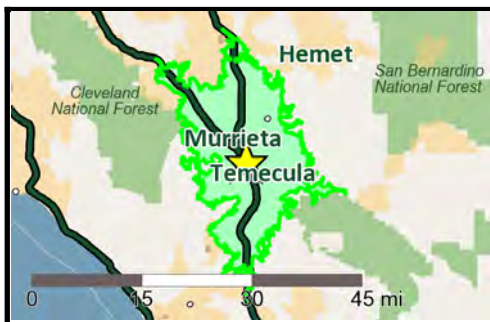 Hemet
San Bernardino
National Forest
Cleveland
National Forest
Murrieta
Temecula
0 15 30 45 mi